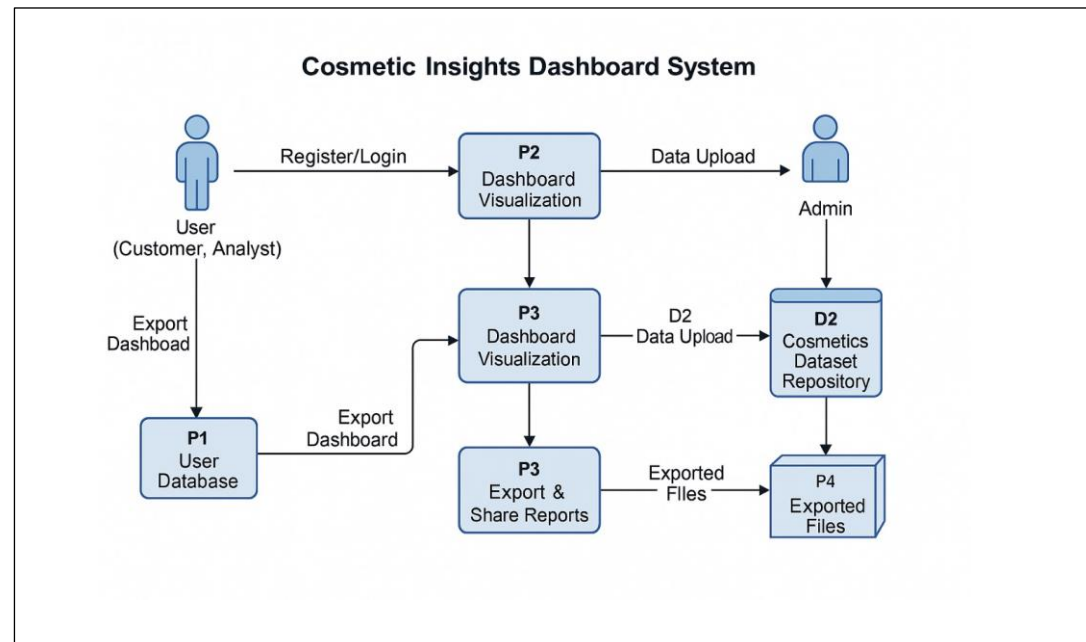 Cosmetic Insights Dashboard System
Register/Login
P2
Dashboard
Visualization
Data Upload
User
(Customer, Analyst)
Admin
Export
Dashboad
P3
Dashboard
Visualization
D2
Data Upload
D2
Cosmetics
Dataset
Repository
P1
User
Database
Export
Dashboard
P3
Export &
Share Reports
Exported
FIles
P4
Exported
Files